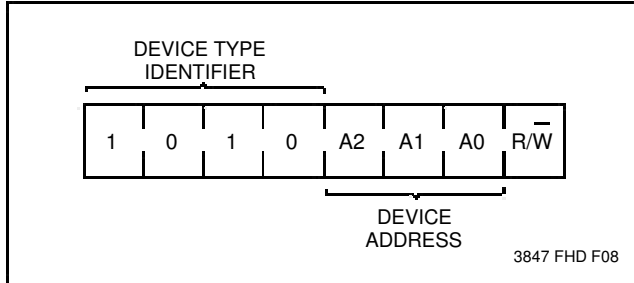 DEVICE TYPE
IDENTIFIER
1 0 1 0 A2 A1 A0 R/W̅
DEVICE
ADDRESS
3847 FHD F08